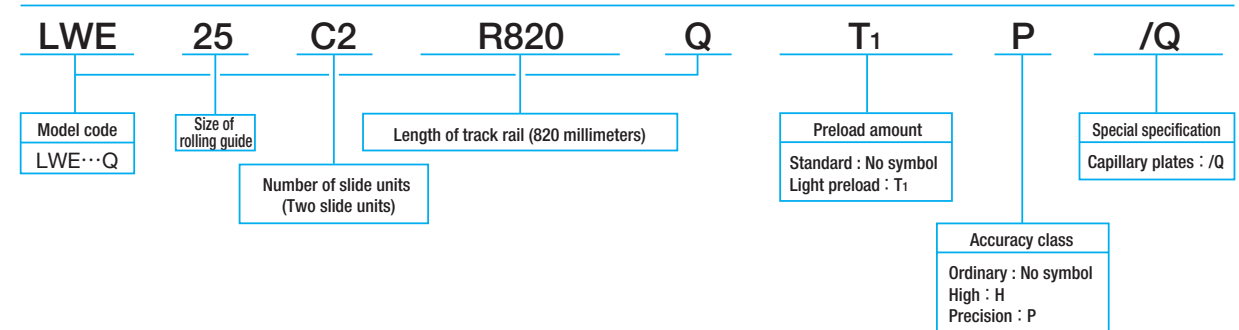 LWE 25 C2 R820 Q T1 P /Q
Model code
LWE…Q
Size of
rolling guide
Number of slide units
(Two slide units)
Length of track rail (820 millimeters)
Preload amount
Standard : No symbol
Light preload : T1
Accuracy class
Ordinary : No symbol
High : H
Precision : P
Special specification
Capillary plates : /Q